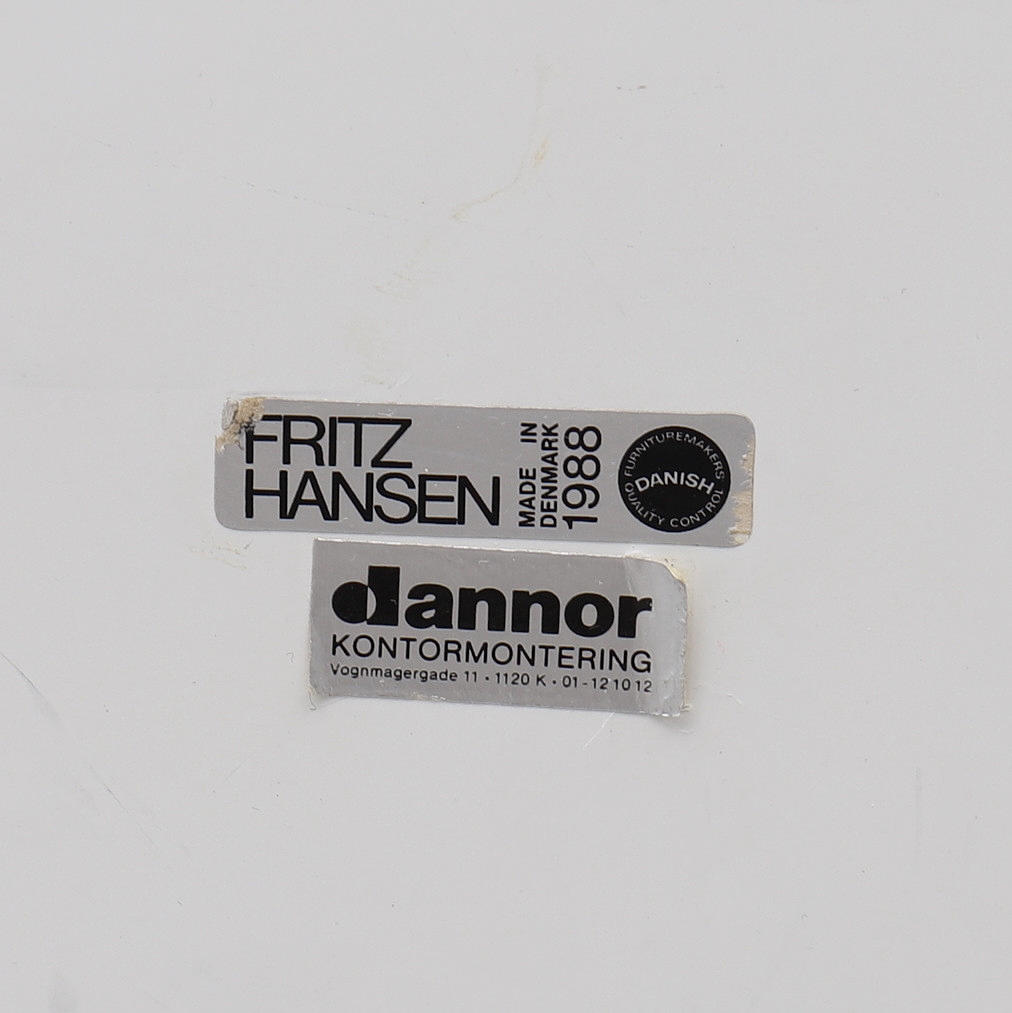 FRITZ
HANSEN
MADE IN
DENMARK
1988
FURNITUREMAKERS
DANISH
QUALITY CONTROL
dannor
KONTORMONTERING
Vognmagergade 11 · 1120 K · 01-12 10 12